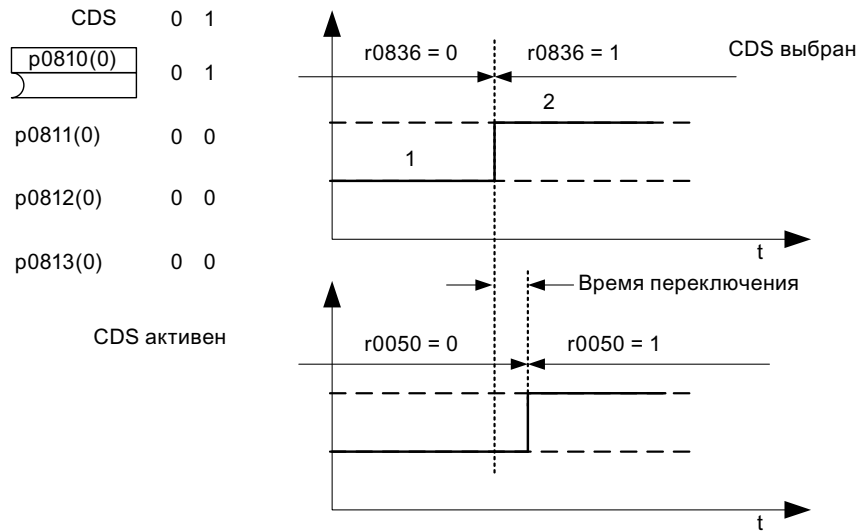 CDS 0 1
p0810(0) 0 1
p0811(0) 0 0
p0812(0) 0 0
p0813(0) 0 0
r0836 = 0 r0836 = 1 CDS выбран
2
1
t
Время переключения
CDS активен
r0050 = 0 r0050 = 1
t